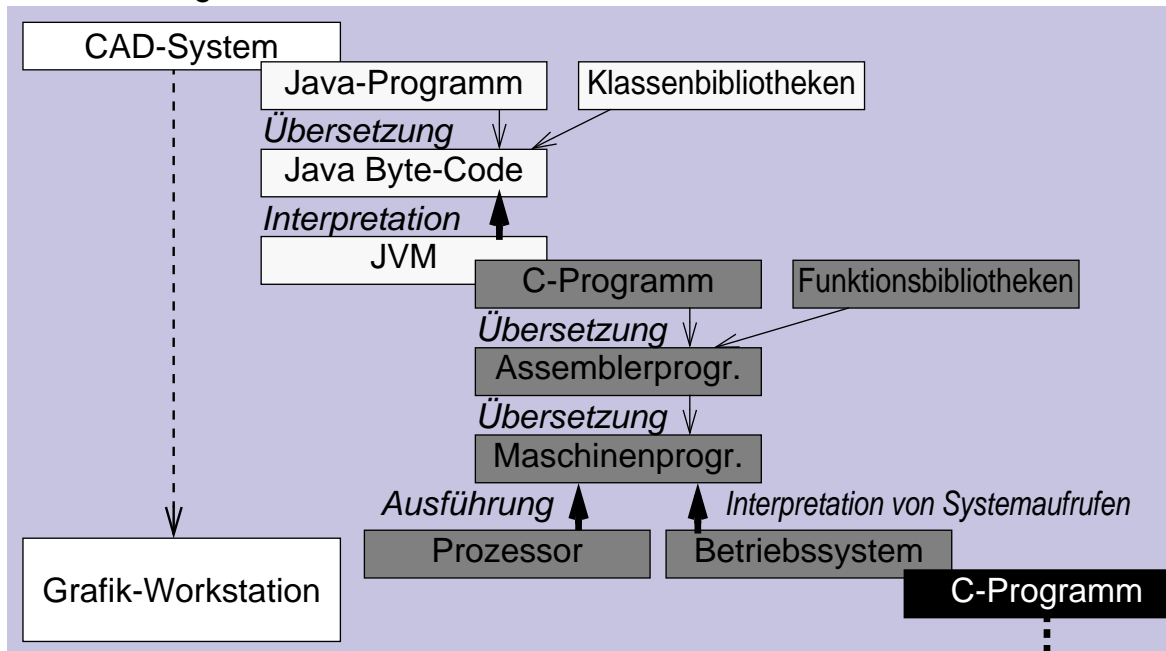 CAD-System
Java-Programm
Klassenbibliotheken
Übersetzung
Java Byte-Code
Interpretation
JVM
C-Programm
Funktionsbibliotheken
Übersetzung
Assemblerprogr.
Übersetzung
Maschinenprogr.
Ausführung
Interpretation von Systemaufrufen
Prozessor
Betriebssystem
Grafik-Workstation
C-Programm